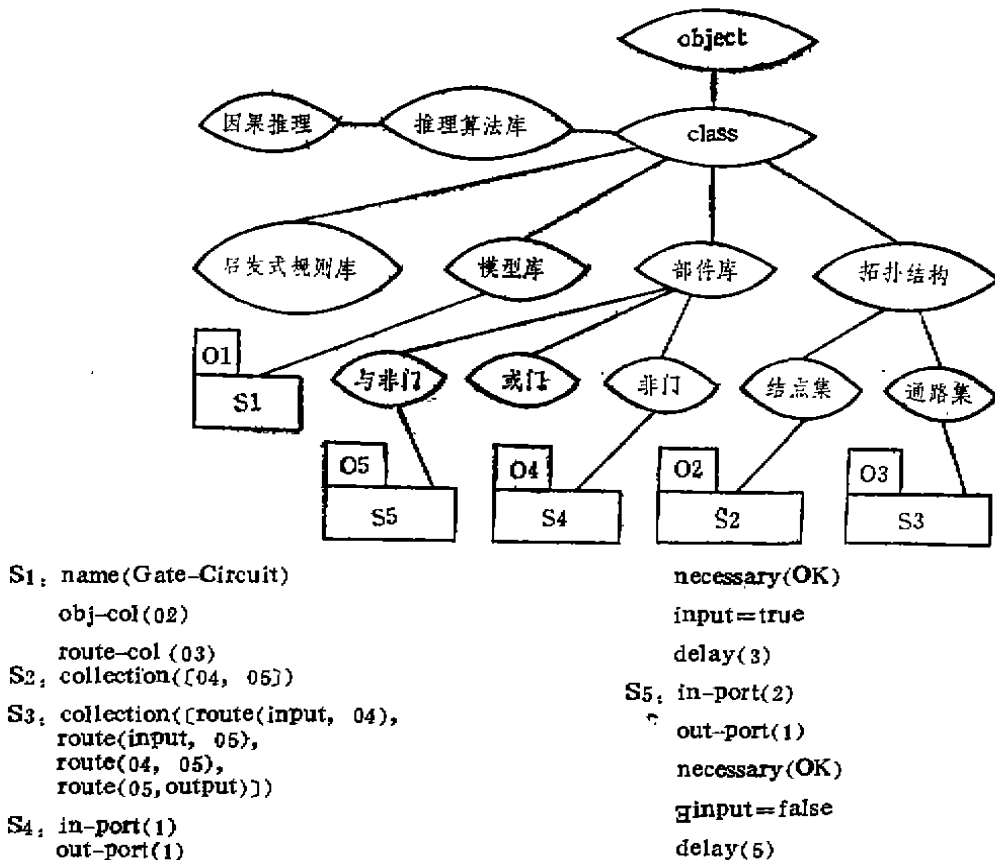 object
因果推理
推理算法库
class
启发式规则库
模型库
部件库
拓扑结构
O1
S1
与非门
或门
非门
结点集
通路集
O5
S5
O4
S4
O2
S2
O3
S3
S1: name(Gate-Circuit)
obj-col(02)
route-col (03)
S2: collection([04, 05])
S3: collection([route(input, 04),
route(input, 05),
route(04, 05),
route(05,output)])
S4: in-port(1)
out-port(1)
necessary(OK)
input=true
delay(3)
S5: in-port(2)
out-port(1)
necessary(OK)
∃input=false
delay(5)